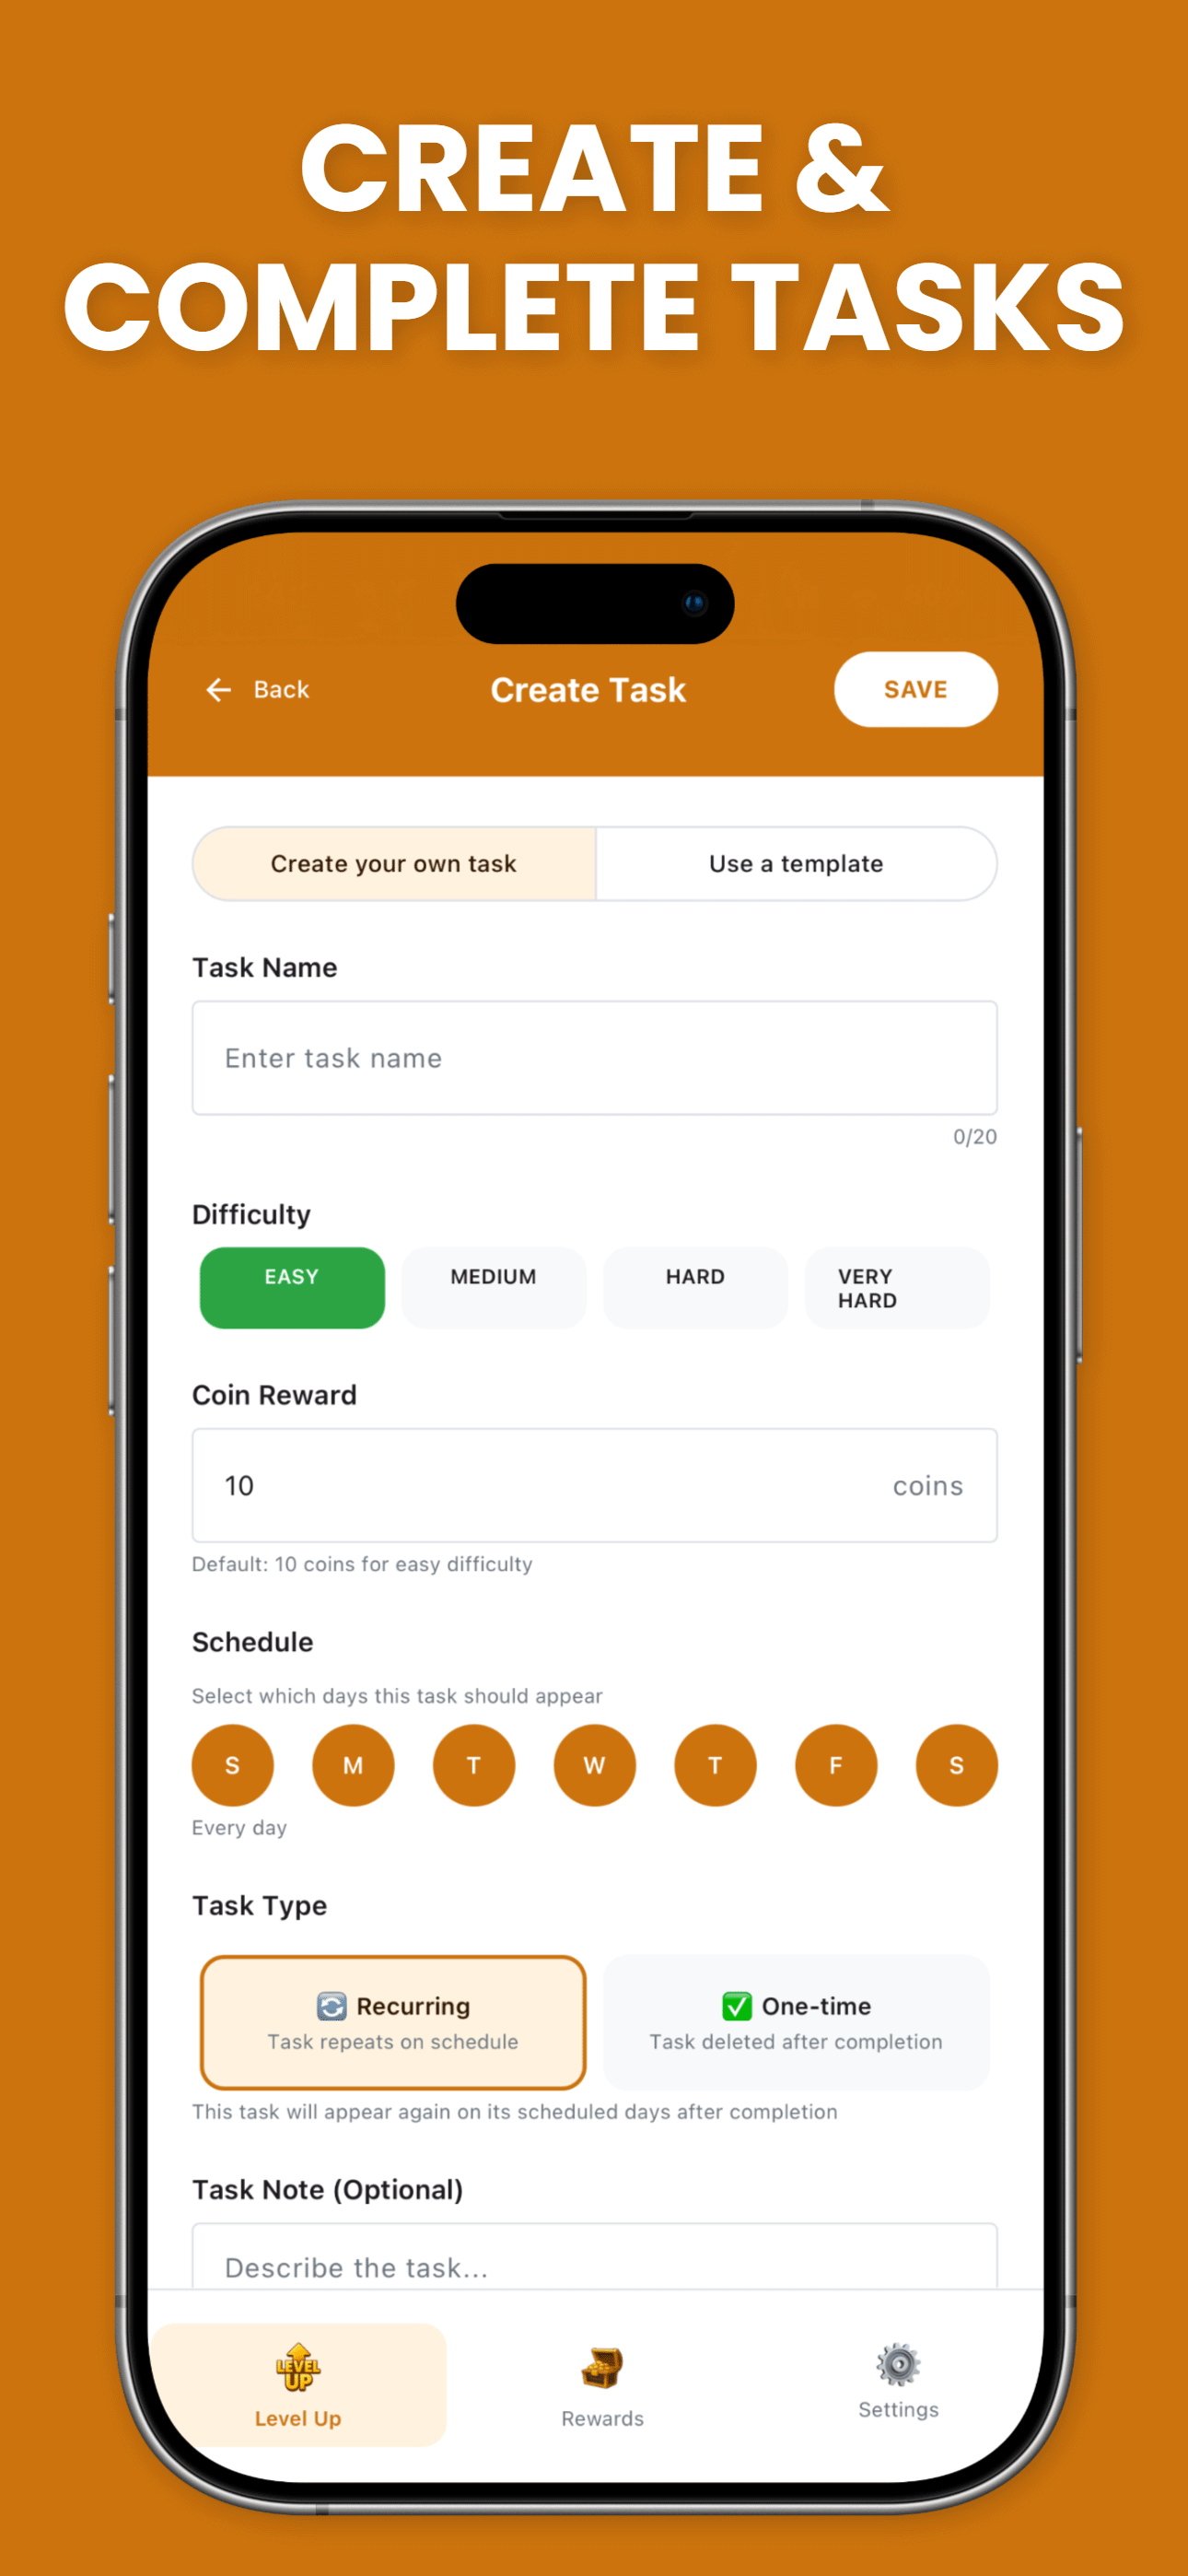 CREATE &
COMPLETE TASKS
Back
Create Task
SAVE
Create your own task
Use a template
Task Name
Enter task name
0/20
Difficulty
EASY
MEDIUM
HARD
VERY
HARD
Coin Reward
10
coins
Default: 10 coins for easy difficulty
Schedule
Select which days this task should appear
S
M
T
W
T
F
S
Every day
Task Type
Recurring
Task repeats on schedule
One-time
Task deleted after completion
This task will appear again on its scheduled days after completion
Task Note (Optional)
Describe the task...
LEVEL
UP
Level Up
Rewards
Settings